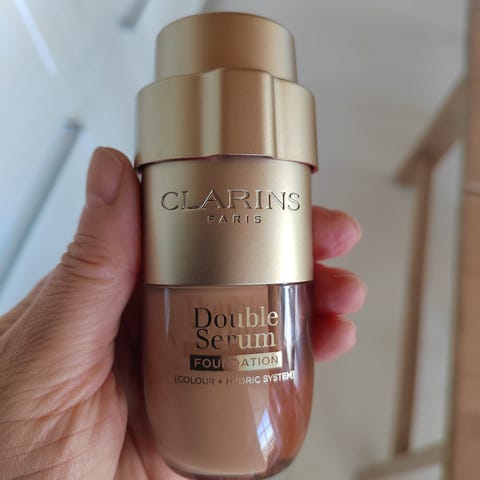 CLARINS
PARIS
Double
Serum
FOUNDATION
[COLOUR + HYDRIC SYSTEM]